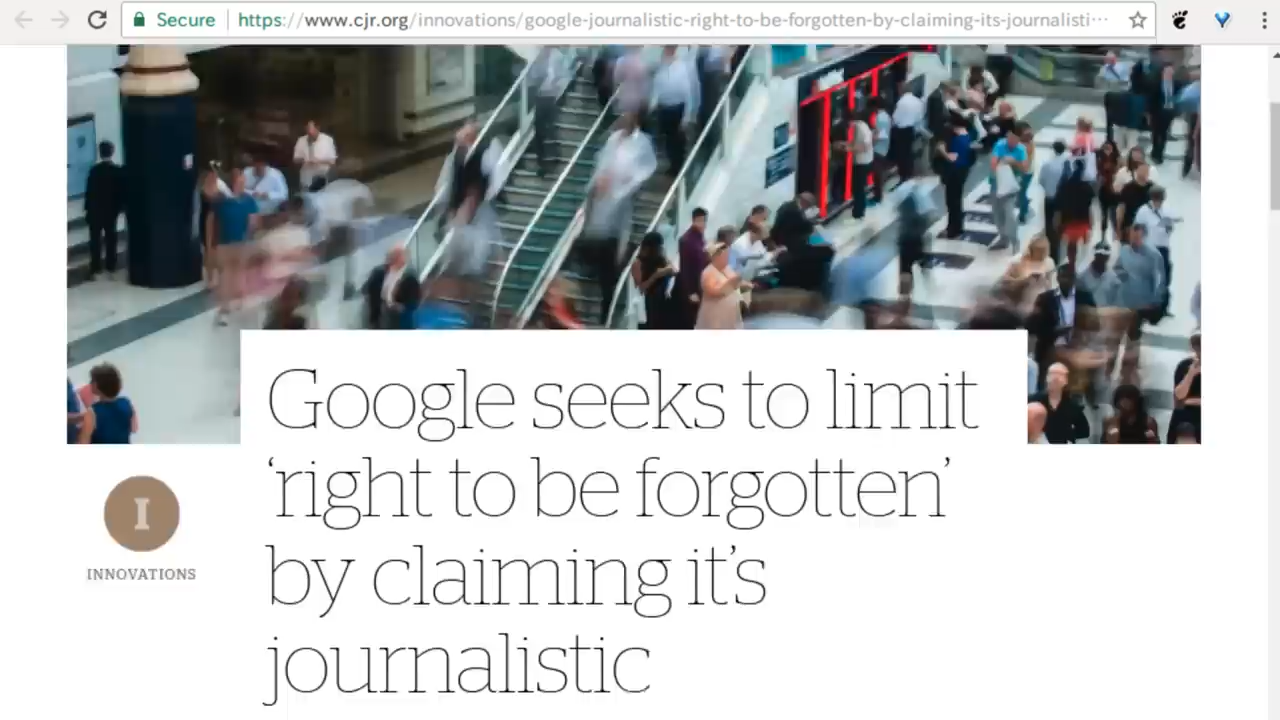 Secure
https://www.cjr.org/innovations/google-journalistic-right-to-be-forgotten-by-claiming-its-journalisti···
Google seeks to limit
‘right to be forgotten’
by claiming it’s
journalistic
I
INNOVATIONS